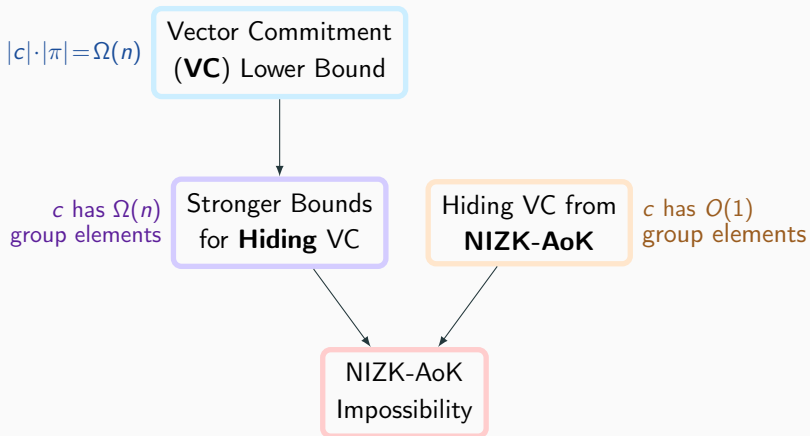 Vector Commitment
(VC) Lower Bound
|c|·|π|=Ω(n)
c has Ω(n)
group elements
Stronger Bounds
for Hiding VC
Hiding VC from
NIZK-AoK
c has O(1)
group elements
NIZK-AoK
Impossibility